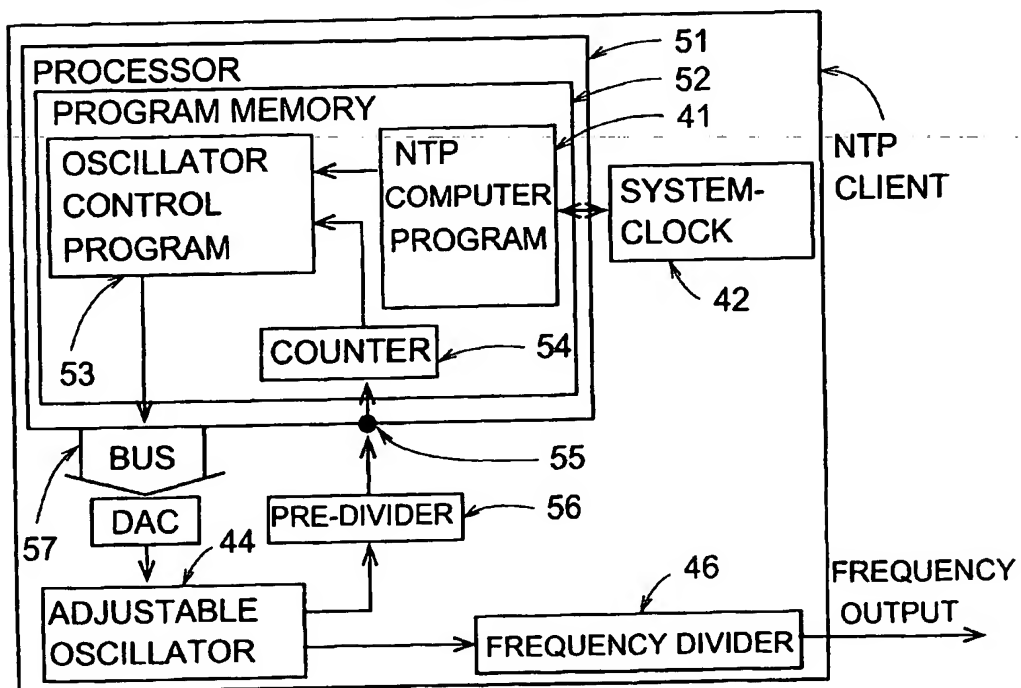 PROCESSOR
PROGRAM MEMORY
OSCILLATOR
CONTROL
PROGRAM
NTP
COMPUTER
PROGRAM
51
52
41
SYSTEM-
CLOCK
42
NTP
CLIENT
53
COUNTER
54
55
BUS
57
DAC
PRE-DIVIDER
56
44
ADJUSTABLE
OSCILLATOR
46
FREQUENCY DIVIDER
FREQUENCY
OUTPUT